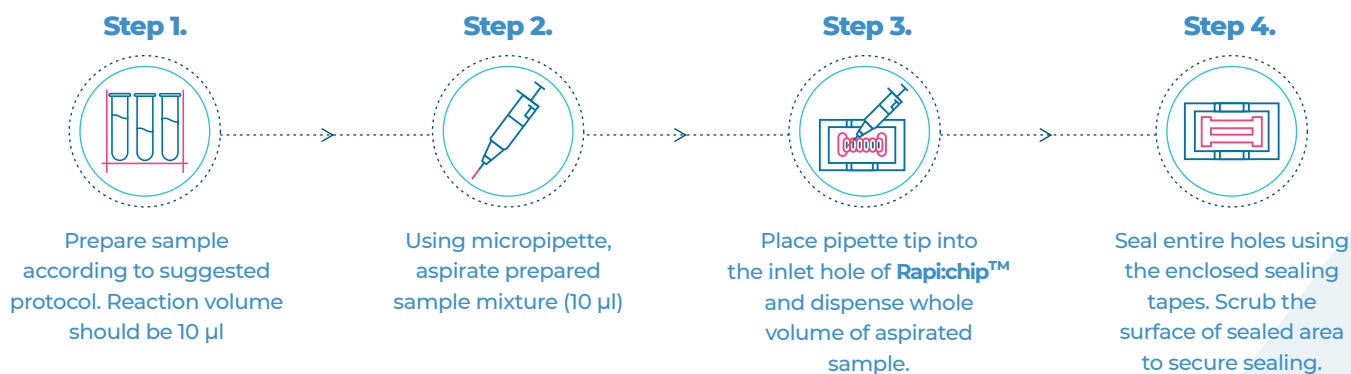 Step 1.
Prepare sample
according to suggested
protocol. Reaction volume
should be 10 µl
Step 2.
Using micropipette,
aspirate prepared
sample mixture (10 µl)
Step 3.
Place pipette tip into
the inlet hole of Rapi:chip™
and dispense whole
volume of aspirated
sample.
Step 4.
Seal entire holes using
the enclosed sealing
tapes. Scrub the
surface of sealed area
to secure sealing.